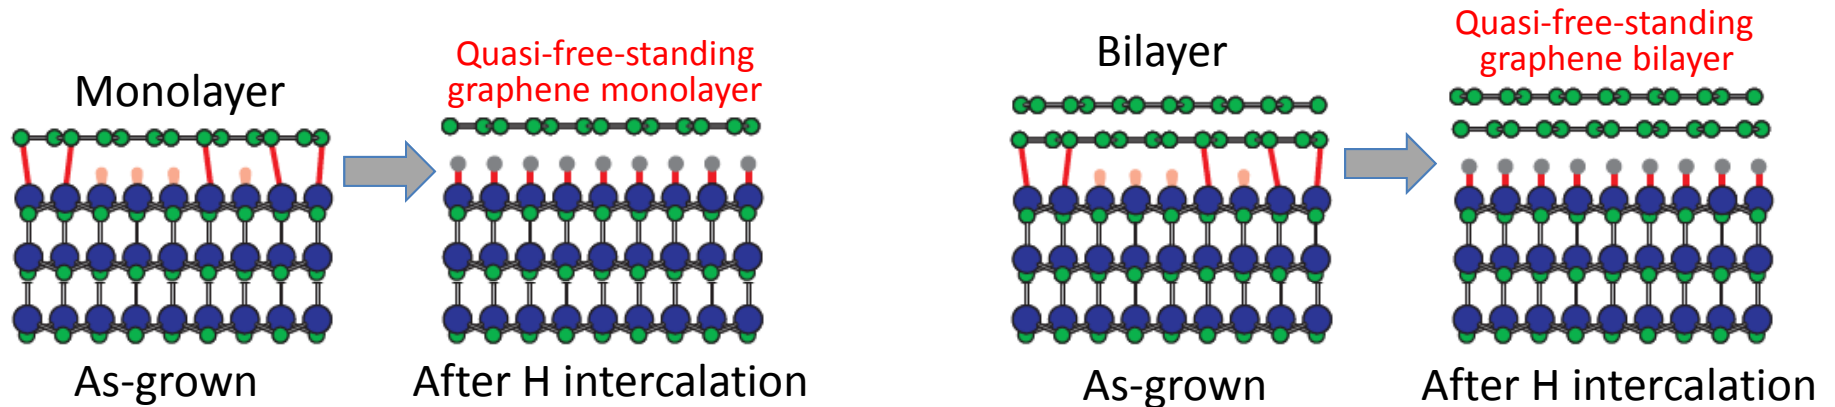 Monolayer
Quasi-free-standing
graphene monolayer
As-grown
After H intercalation
Bilayer
Quasi-free-standing
graphene bilayer
As-grown
After H intercalation